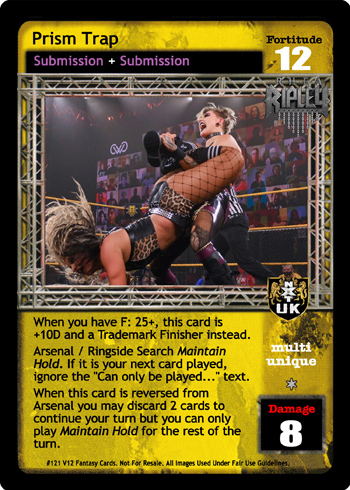 Prism Trap
Fortitude
12
Submission + Submission
RIPLEY
NXT
UK
multi
unique
When you have F: 25+, this card is
+10D and a Trademark Finisher instead.
Arsenal / Ringside Search Maintain
Hold. If it is your next card played,
ignore the "Can only be played..." text.
When this card is reversed from
Arsenal you may discard 2 cards to
continue your turn but you can only
play Maintain Hold for the rest of the
turn.
Damage
8
#121 V12 Fantasy Cards. Not For Resale. All Images Used Under Fair Use Guidelines.